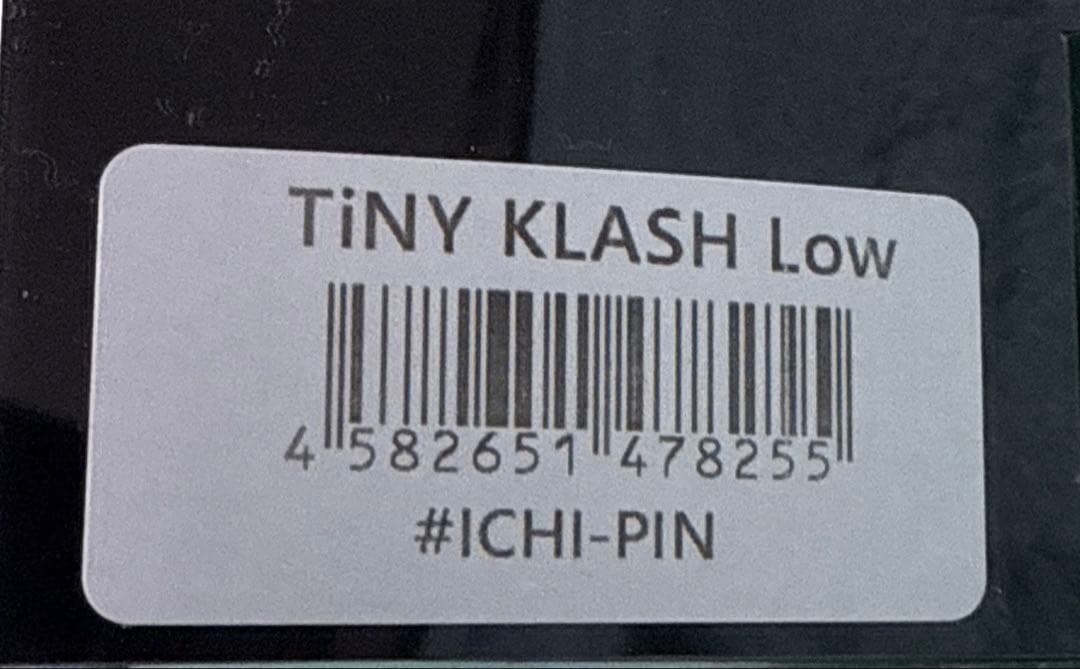 TiNY KLASH Low
4 582651 478255
#ICHI-PIN